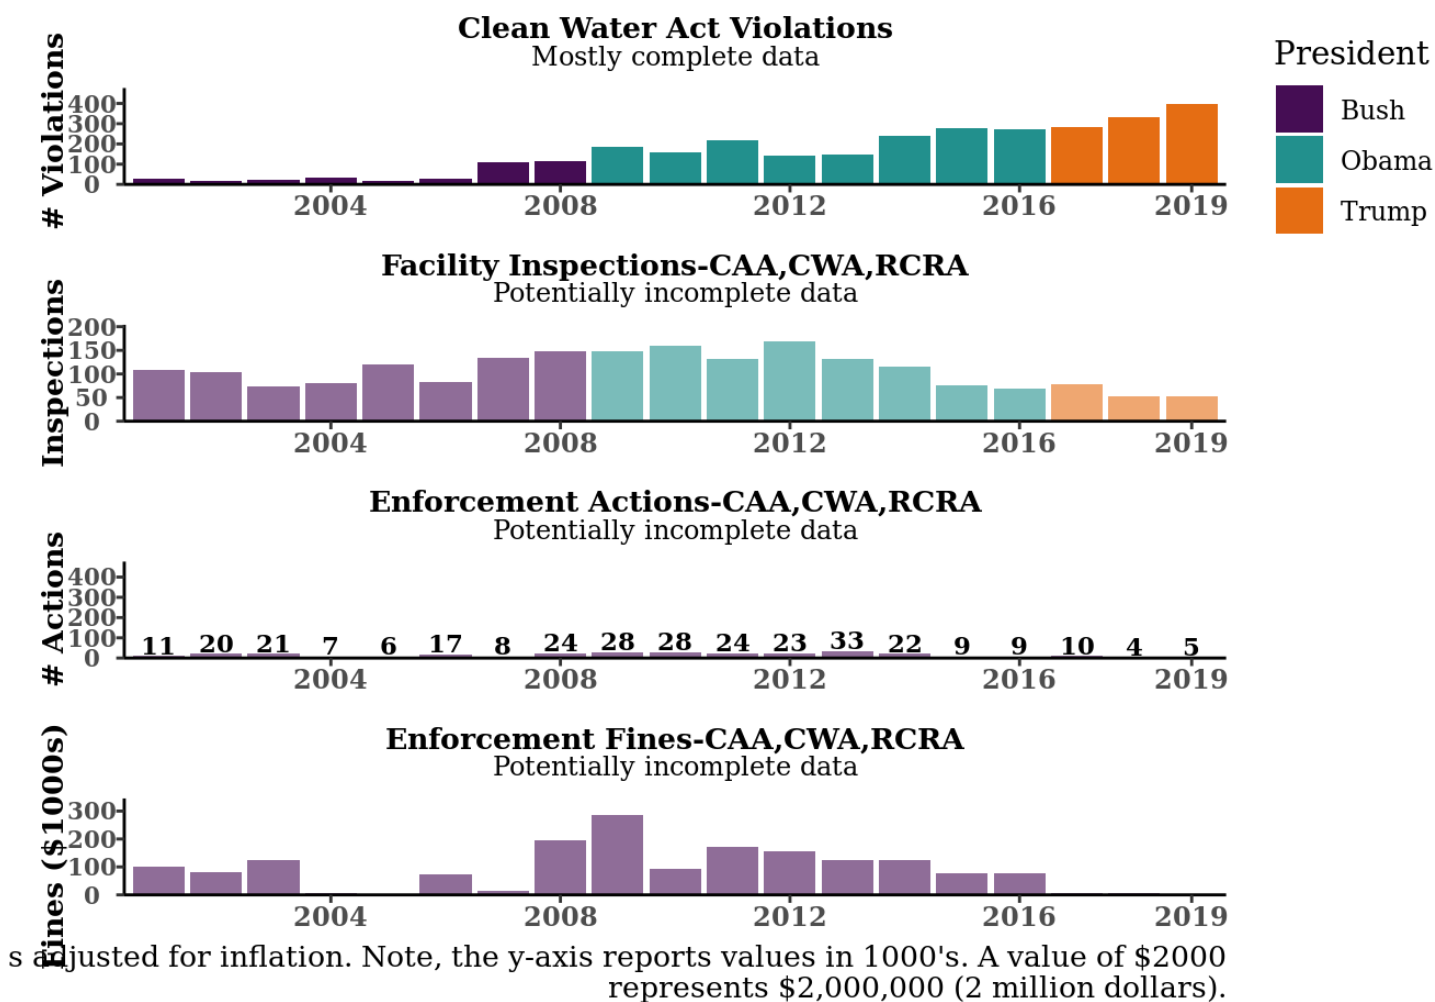 Clean Water Act Violations
Mostly complete data
# Violations
400
300
200
100
0
2004 2008 2012 2016 2019
President
Bush
Obama
Trump
Facility Inspections-CAA,CWA,RCRA
Potentially incomplete data
Inspections
200
150
100
50
0
2004 2008 2012 2016 2019
Enforcement Actions-CAA,CWA,RCRA
Potentially incomplete data
# Actions
400
300
200
100
0
11 20 21 7 6 17 8 24 28 28 24 23 33 22 9 9 10 4 5
2004 2008 2012 2016 2019
Enforcement Fines-CAA,CWA,RCRA
Potentially incomplete data
Fines ($1000s)
300
200
100
0
2004 2008 2012 2016 2019
s adjusted for inflation. Note, the y-axis reports values in 1000's. A value of $2000
represents $2,000,000 (2 million dollars).